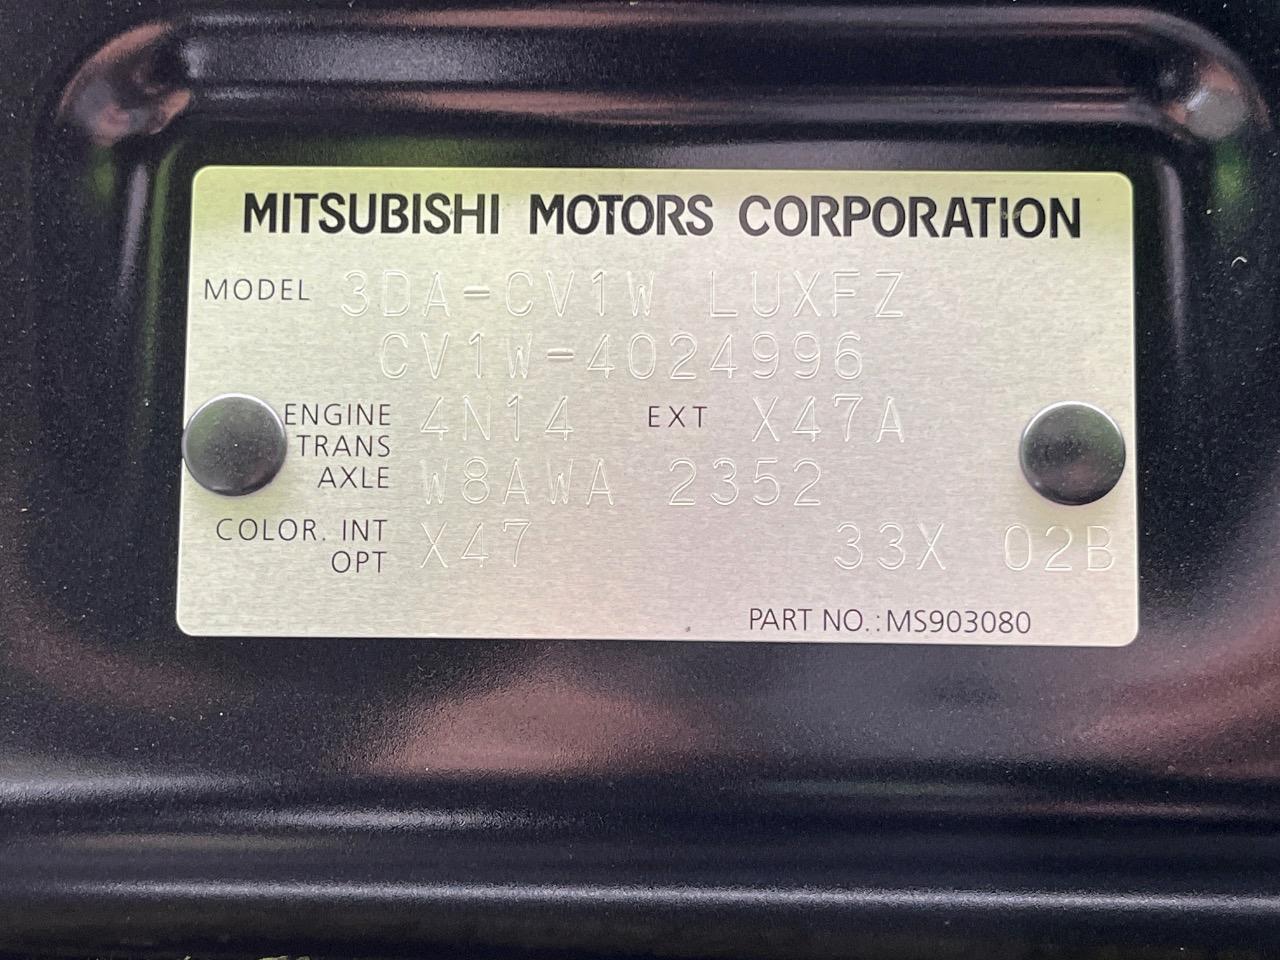 MITSUBISHI MOTORS CORPORATION
MODEL 3DA-CV1W LUXFZ
CV1W-4024996
ENGINE 4N14 EXT X47A
TRANS
AXLE W8AWA 2352
COLOR. INT X47 33X 02B
OPT
PART NO.:MS903080